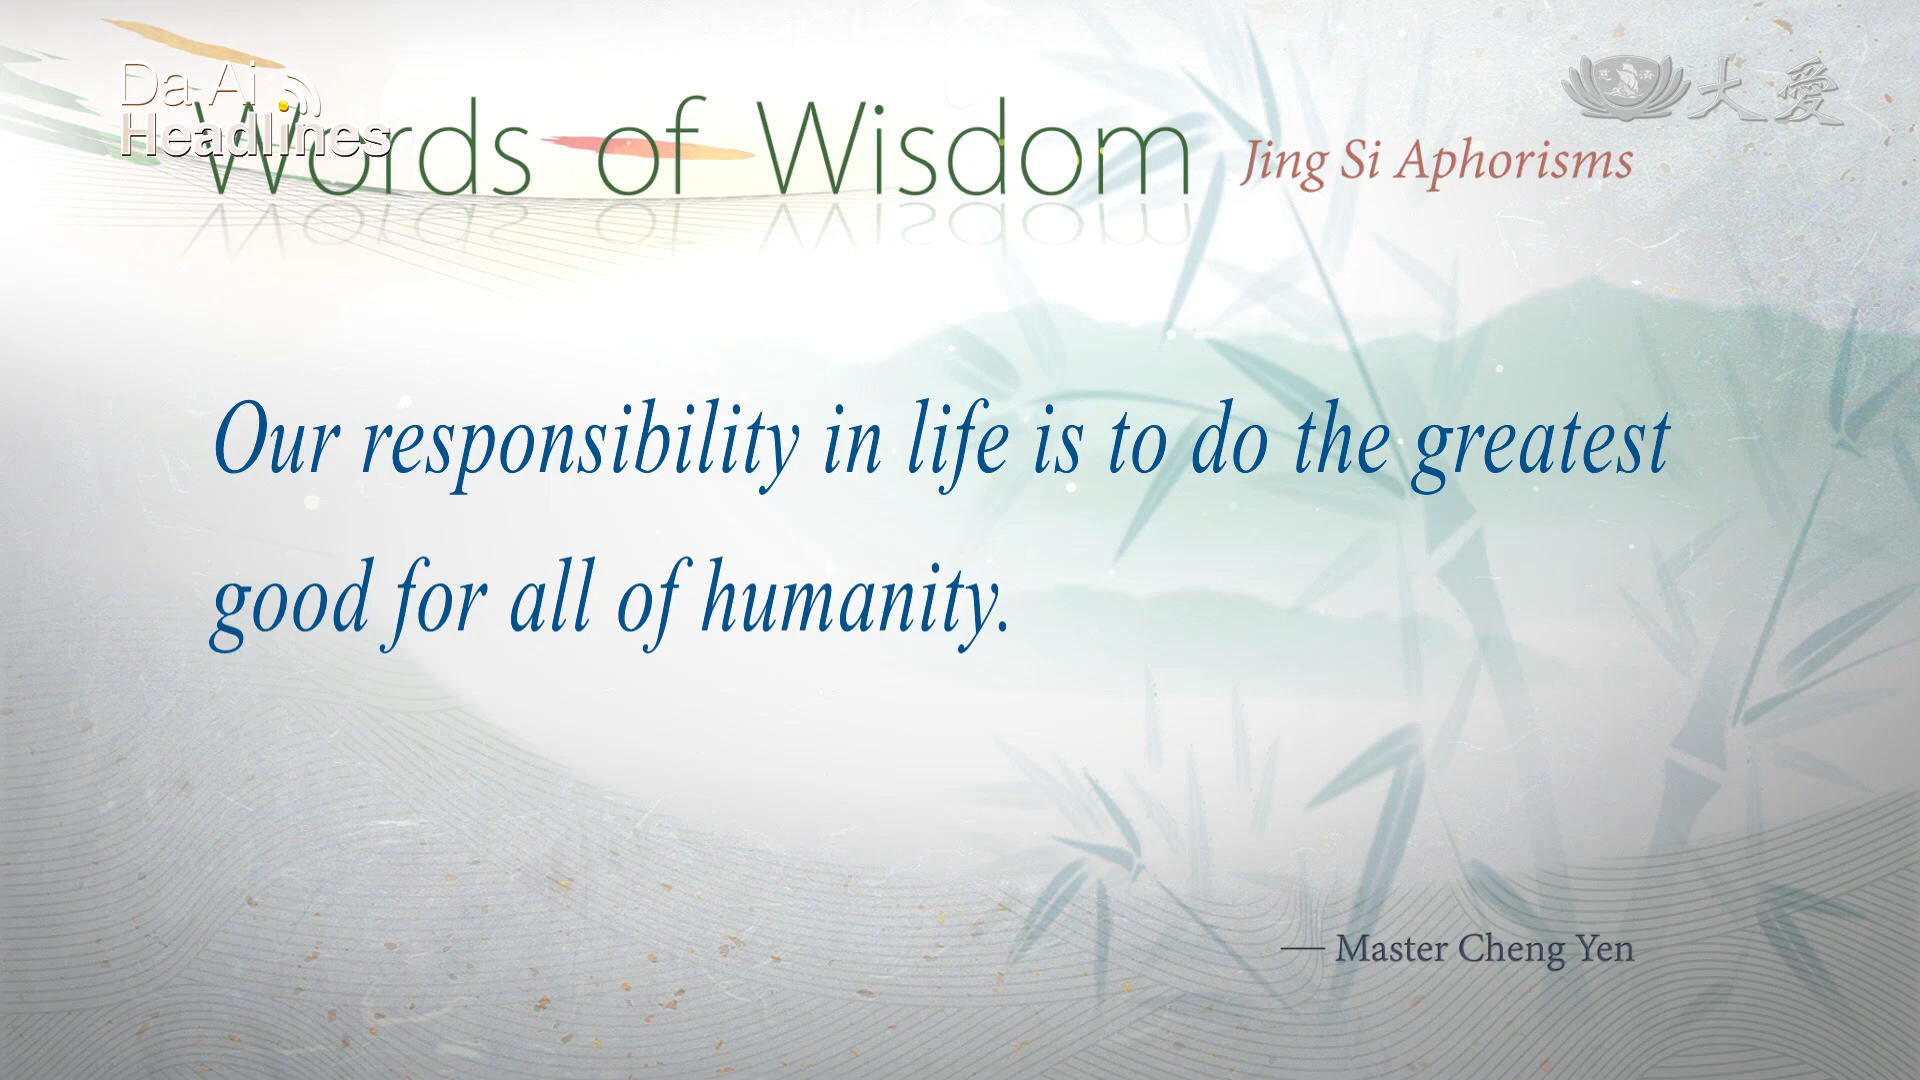 Da Ai
Headlines
Words of Wisdom
Jing Si Aphorisms
大愛
Our responsibility in life is to do the greatest
good for all of humanity.
— Master Cheng Yen